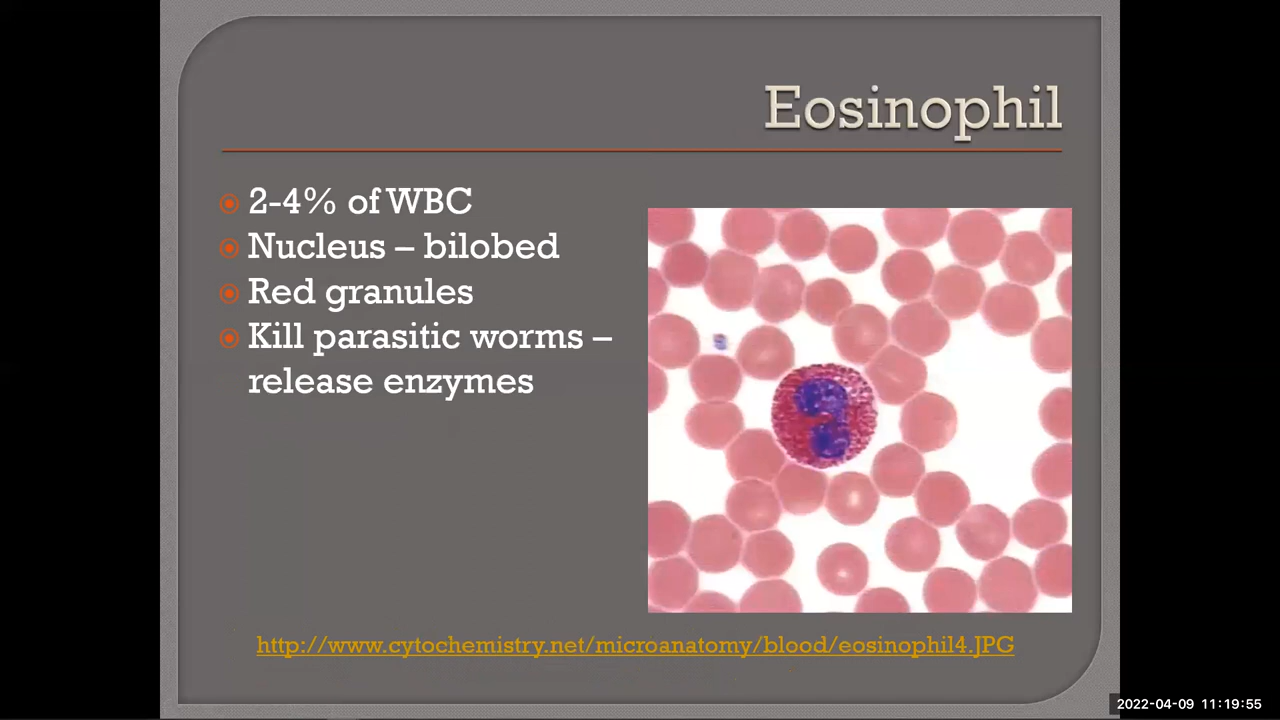 Eosinophil
2-4% of WBC
Nucleus – bilobed
Red granules
Kill parasitic worms –
release enzymes
http://www.cytochemistry.net/microanatomy/blood/eosinophil4.JPG
2022-04-09 11:19:55